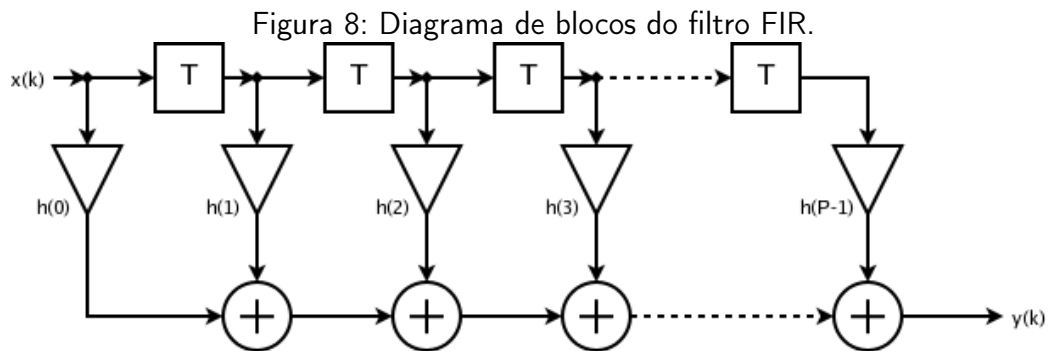 Figura 8: Diagrama de blocos do filtro FIR.
x(k) T T T T
h(0) h(1) h(2) h(3) h(P-1)
+ + + + y(k)